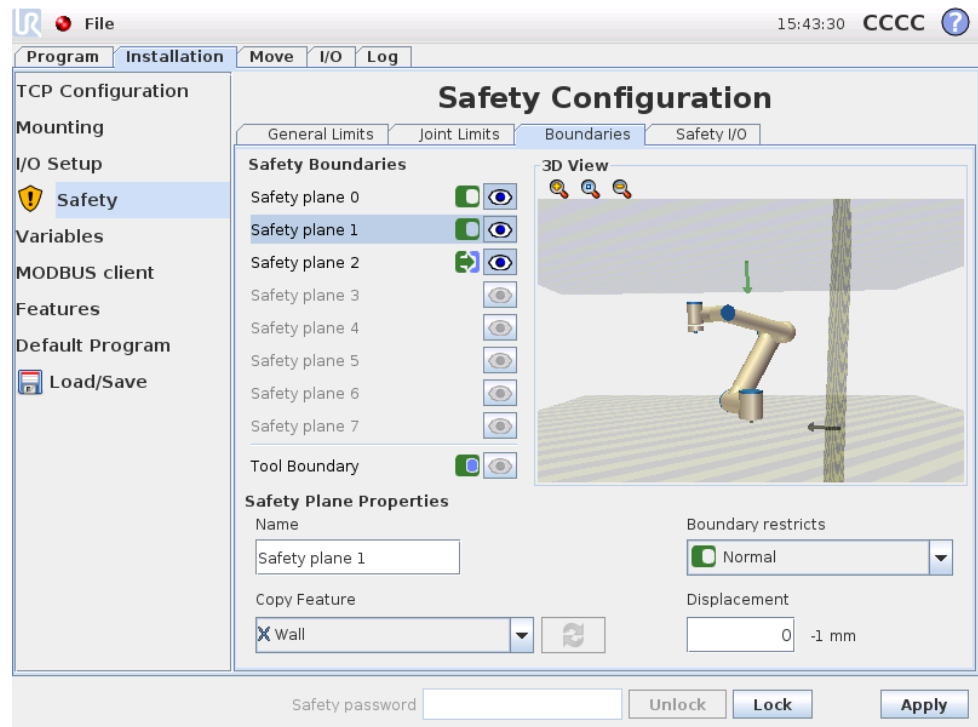 UR File 15:43:30 CCCC ?
Program Installation Move I/O Log
TCP Configuration
Mounting
I/O Setup
Safety
Variables
MODBUS client
Features
Default Program
Load/Save
Safety Configuration
General Limits Joint Limits Boundaries Safety I/O
Safety Boundaries
Safety plane 0
Safety plane 1
Safety plane 2
Safety plane 3
Safety plane 4
Safety plane 5
Safety plane 6
Safety plane 7
Tool Boundary
3D View
Safety Plane Properties
Name
Safety plane 1
Copy Feature
Wall
Boundary restricts
Normal
Displacement
0 -1 mm
Safety password Unlock Lock Apply